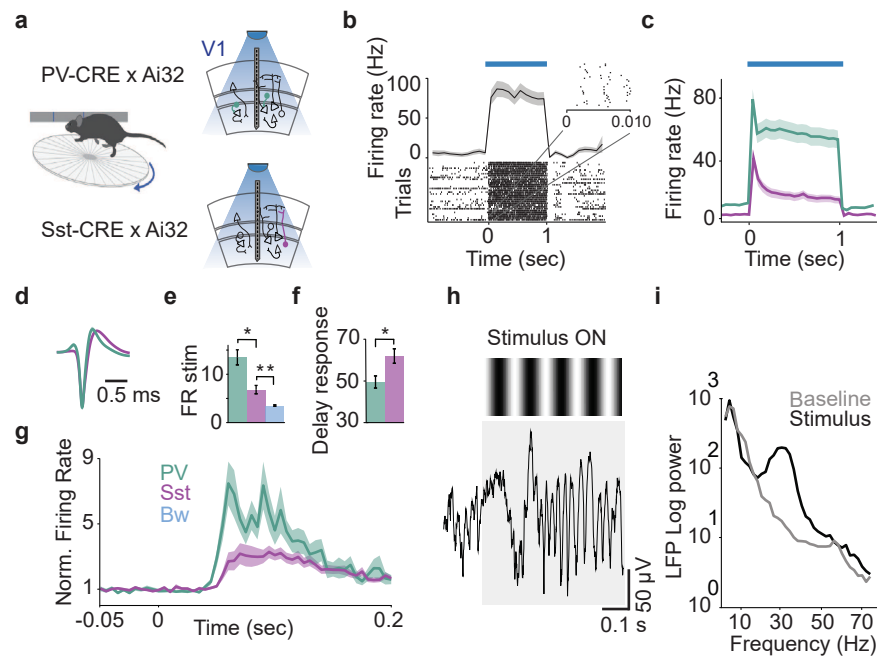 a
PV-CRE x Ai32
V1
Sst-CRE x Ai32
b
Firing rate (Hz)
100
50
0
Trials
0 0.010
0 1
Time (sec)
c
Firing rate (Hz)
80
40
0
0 1
Time (sec)
d
0.5 ms
e
FR stim
10
0
*
**
f
Delay response
70
50
30
*
g
Norm. Firing Rate
9
5
1
PV
Sst
Bw
-0.05 0 0.2
Time (sec)
h
Stimulus ON
50 µV
0.1 s
i
LFP Log power
10 3
10 2
10 1
10 0
Baseline
Stimulus
10 30 50 70
Frequency (Hz)